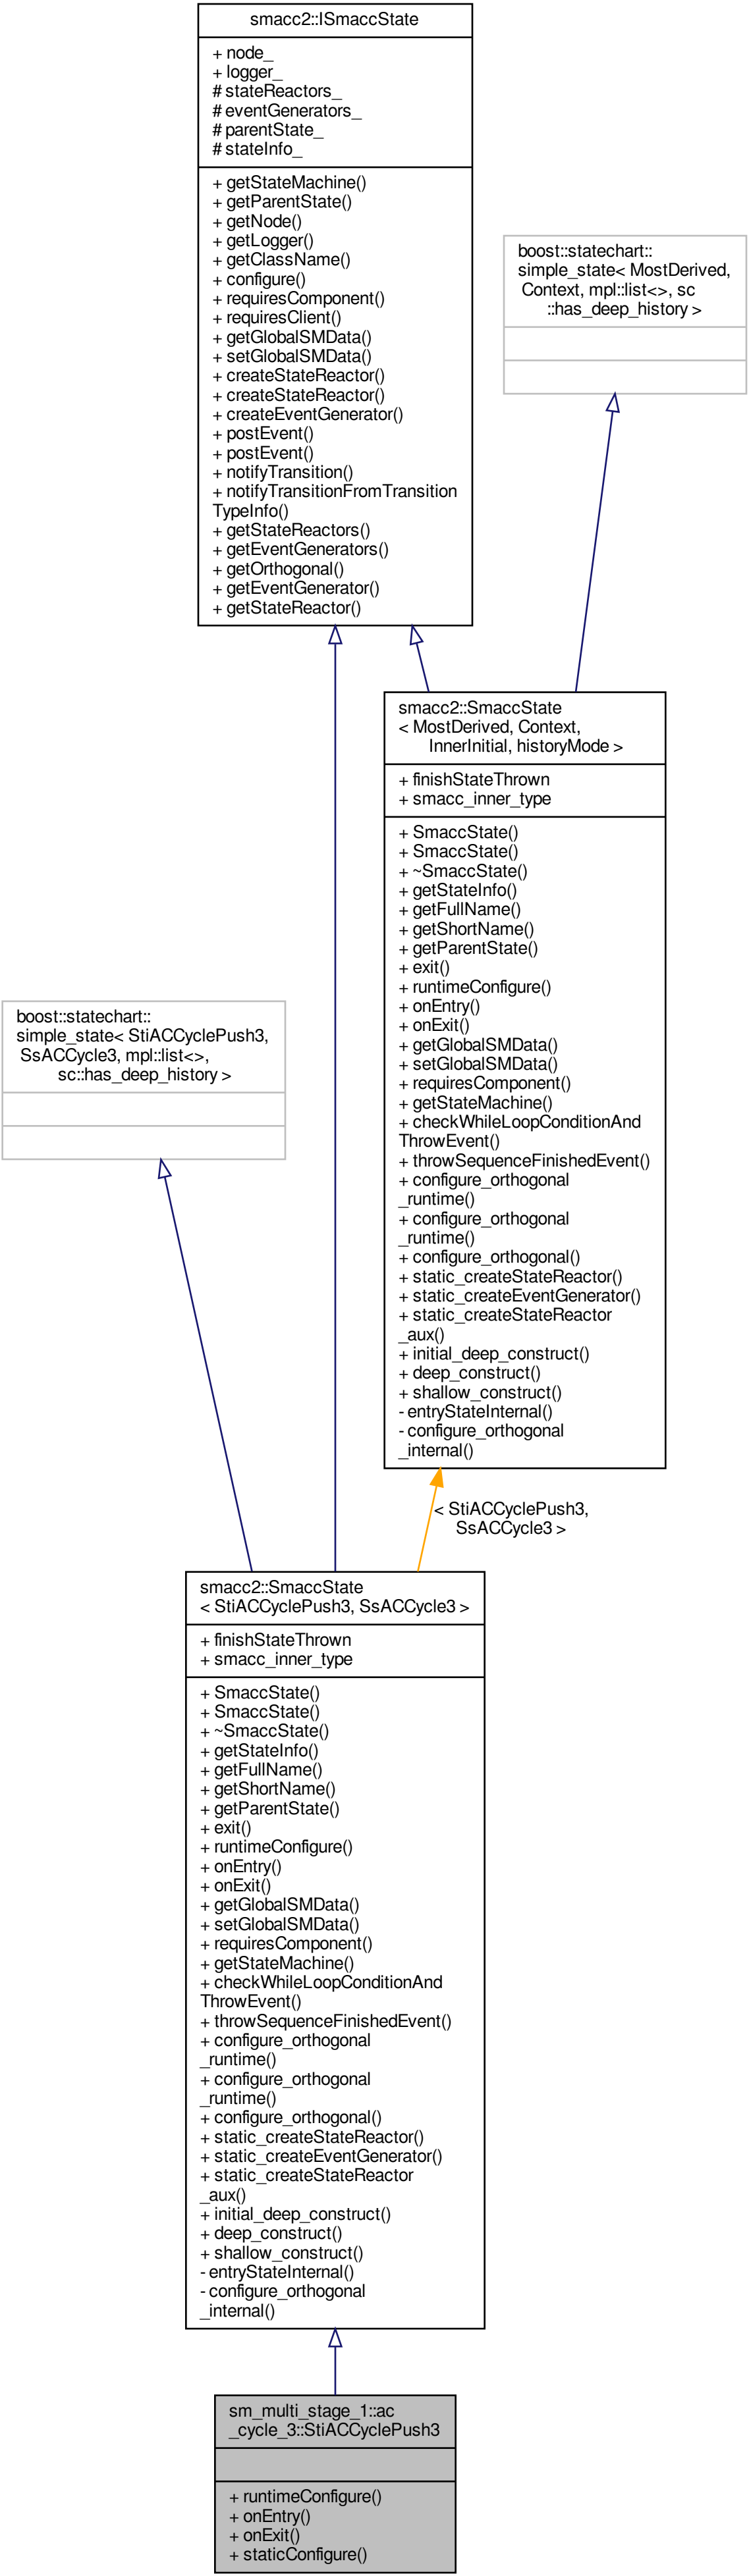 smacc2::ISmaccState
+ node_
+ logger_
# stateReactors_
# eventGenerators_
# parentState_
# stateInfo_
+ getStateMachine()
+ getParentState()
+ getNode()
+ getLogger()
+ getClassName()
+ configure()
+ requiresComponent()
+ requiresClient()
+ getGlobalSMData()
+ setGlobalSMData()
+ createStateReactor()
+ createStateReactor()
+ createEventGenerator()
+ postEvent()
+ postEvent()
+ notifyTransition()
+ notifyTransitionFromTransition
TypeInfo()
+ getStateReactors()
+ getEventGenerators()
+ getOrthogonal()
+ getEventGenerator()
+ getStateReactor()
boost::statechart::
simple_state< MostDerived,
Context, mpl::list<>, sc
::has_deep_history >
smacc2::SmaccState
< MostDerived, Context,
InnerInitial, historyMode >
+ finishStateThrown
+ smacc_inner_type
+ SmaccState()
+ SmaccState()
+ ~SmaccState()
+ getStateInfo()
+ getFullName()
+ getShortName()
+ getParentState()
+ exit()
+ runtimeConfigure()
+ onEntry()
+ onExit()
+ getGlobalSMData()
+ setGlobalSMData()
+ requiresComponent()
+ getStateMachine()
+ checkWhileLoopConditionAnd
ThrowEvent()
+ throwSequenceFinishedEvent()
+ configure_orthogonal
_runtime()
+ configure_orthogonal
_runtime()
+ configure_orthogonal()
+ static_createStateReactor()
+ static_createEventGenerator()
+ static_createStateReactor
_aux()
+ initial_deep_construct()
+ deep_construct()
+ shallow_construct()
- entryStateInternal()
- configure_orthogonal
_internal()
boost::statechart::
simple_state< StiACCyclePush3,
SsACCycle3, mpl::list<>,
sc::has_deep_history >
< StiACCyclePush3,
SsACCycle3 >
smacc2::SmaccState
< StiACCyclePush3, SsACCycle3 >
+ finishStateThrown
+ smacc_inner_type
+ SmaccState()
+ SmaccState()
+ ~SmaccState()
+ getStateInfo()
+ getFullName()
+ getShortName()
+ getParentState()
+ exit()
+ runtimeConfigure()
+ onEntry()
+ onExit()
+ getGlobalSMData()
+ setGlobalSMData()
+ requiresComponent()
+ getStateMachine()
+ checkWhileLoopConditionAnd
ThrowEvent()
+ throwSequenceFinishedEvent()
+ configure_orthogonal
_runtime()
+ configure_orthogonal
_runtime()
+ configure_orthogonal()
+ static_createStateReactor()
+ static_createEventGenerator()
+ static_createStateReactor
_aux()
+ initial_deep_construct()
+ deep_construct()
+ shallow_construct()
- entryStateInternal()
- configure_orthogonal
_internal()
sm_multi_stage_1::ac
_cycle_3::StiACCyclePush3
+ runtimeConfigure()
+ onEntry()
+ onExit()
+ staticConfigure()